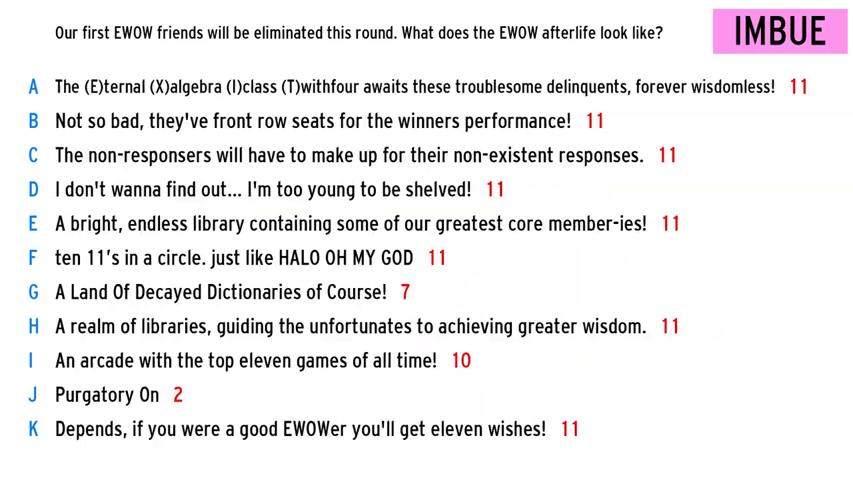 Our first EWOW friends will be eliminated this round. What does the EWOW afterlife look like?
IMBUE
A The (E)ternal (X)algebra (I)class (T)withfour awaits these troublesome delinquents, forever wisdomless! 11
B Not so bad, they've front row seats for the winners performance! 11
C The non-responsers will have to make up for their non-existent responses. 11
D I don't wanna find out... I'm too young to be shelved! 11
E A bright, endless library containing some of our greatest core member-ies! 11
F ten 11's in a circle. just like HALO OH MY GOD 11
G A Land Of Decayed Dictionaries of Course! 7
H A realm of libraries, guiding the unfortunates to achieving greater wisdom. 11
I An arcade with the top eleven games of all time! 10
J Purgatory On 2
K Depends, if you were a good EWOWer you'll get eleven wishes! 11